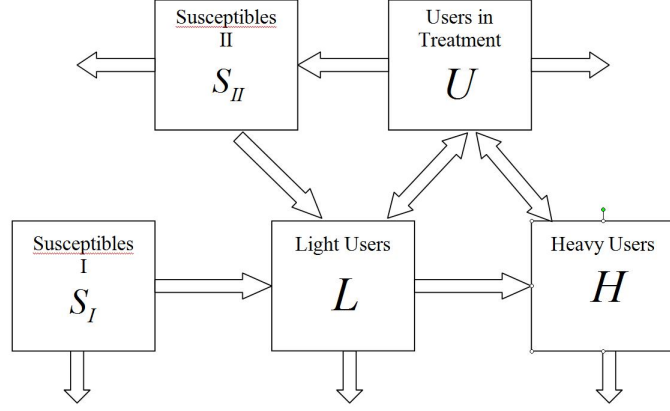 Susceptibles
II
S_II
Users in
Treatment
U
Susceptibles
I
S_I
Light Users
L
Heavy Users
H